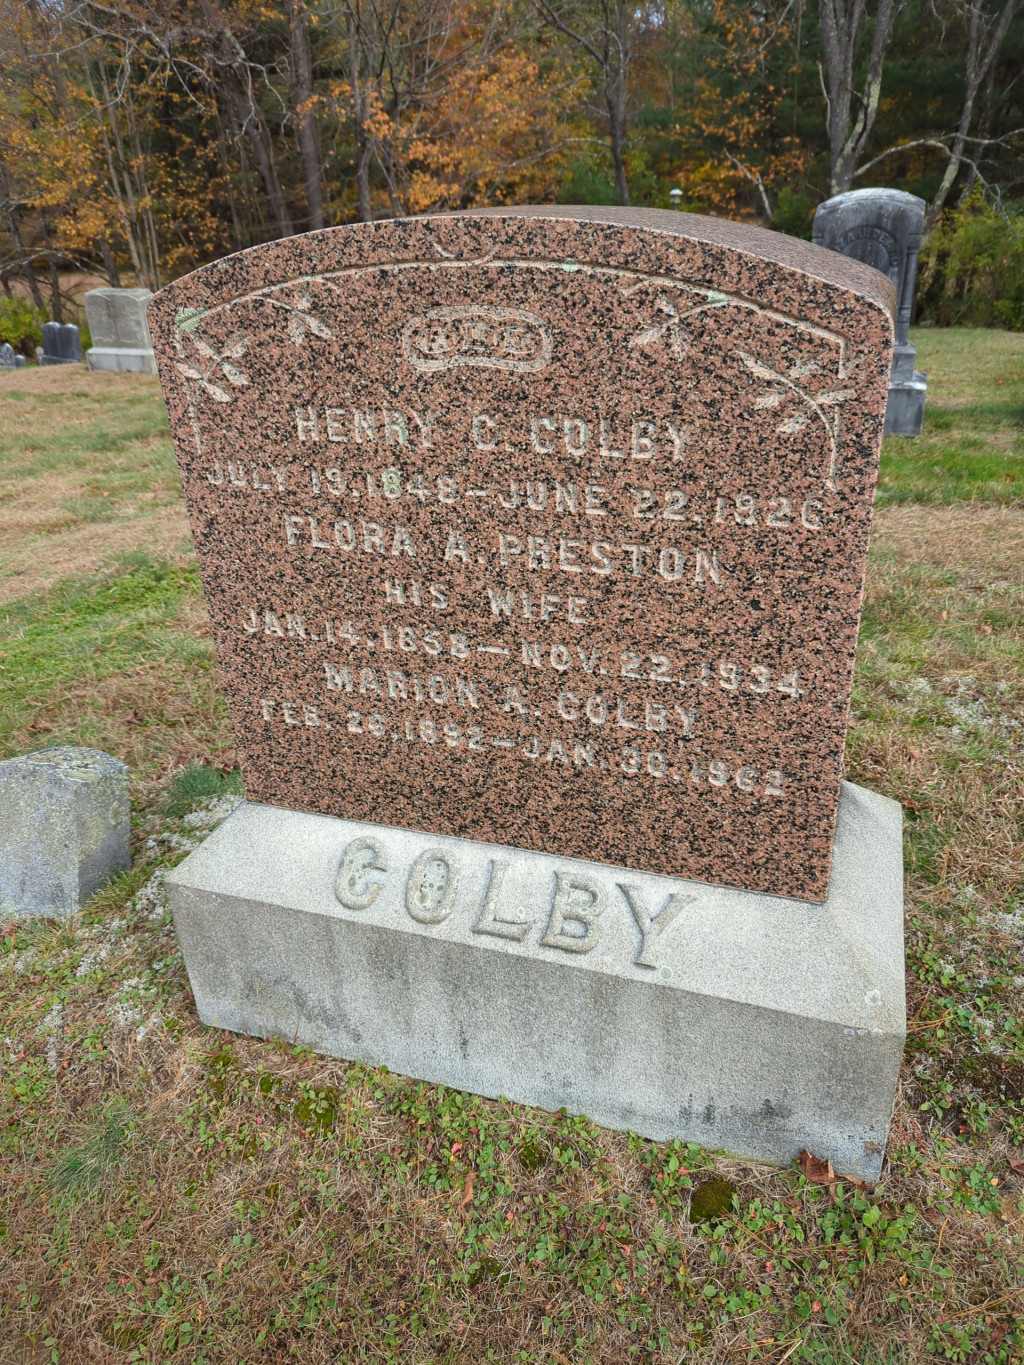 HENRY C. COLBY
JULY 19, 1848 – JUNE 22, 1926
FLORA A. PRESTON
HIS WIFE
JAN. 14, 1858 – NOV. 22, 1934
MARION A. COLBY
FEB. 26, 1892 – JAN. 30, 1962
COLBY